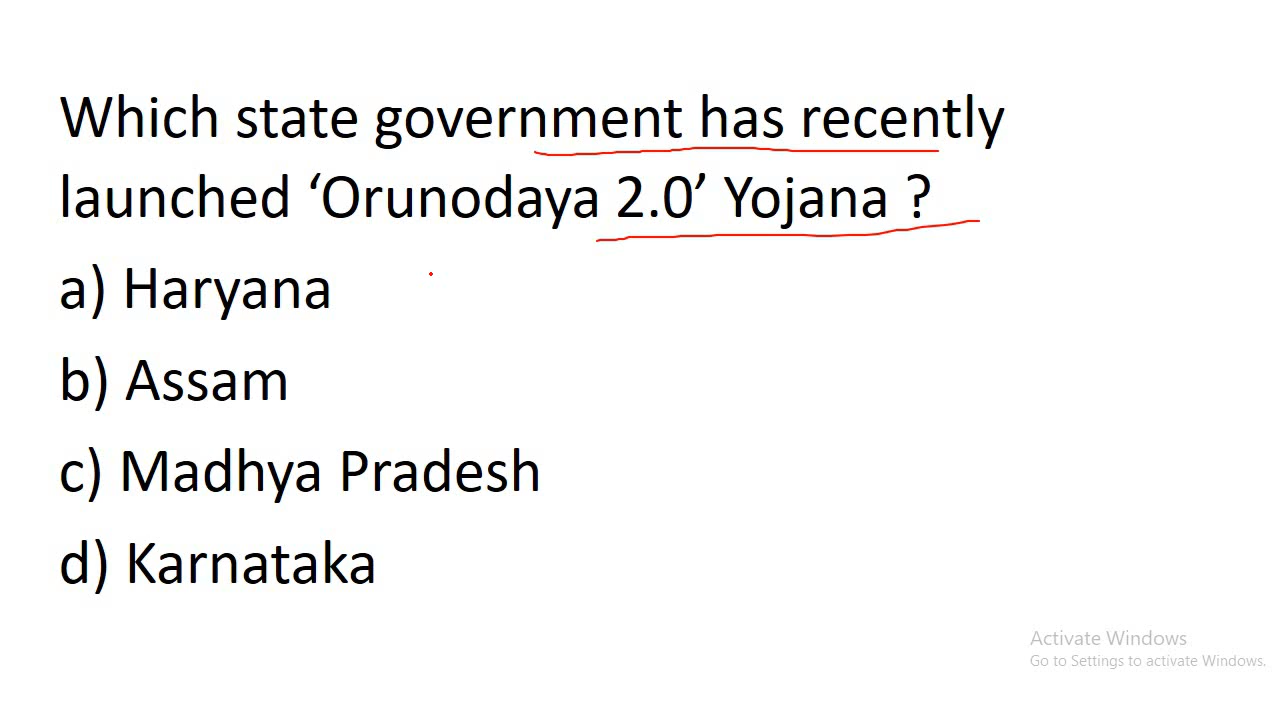 Which state government has recently
launched ‘Orunodaya 2.0’ Yojana ?
a) Haryana
b) Assam
c) Madhya Pradesh
d) Karnataka
Activate Windows
Go to Settings to activate Windows.